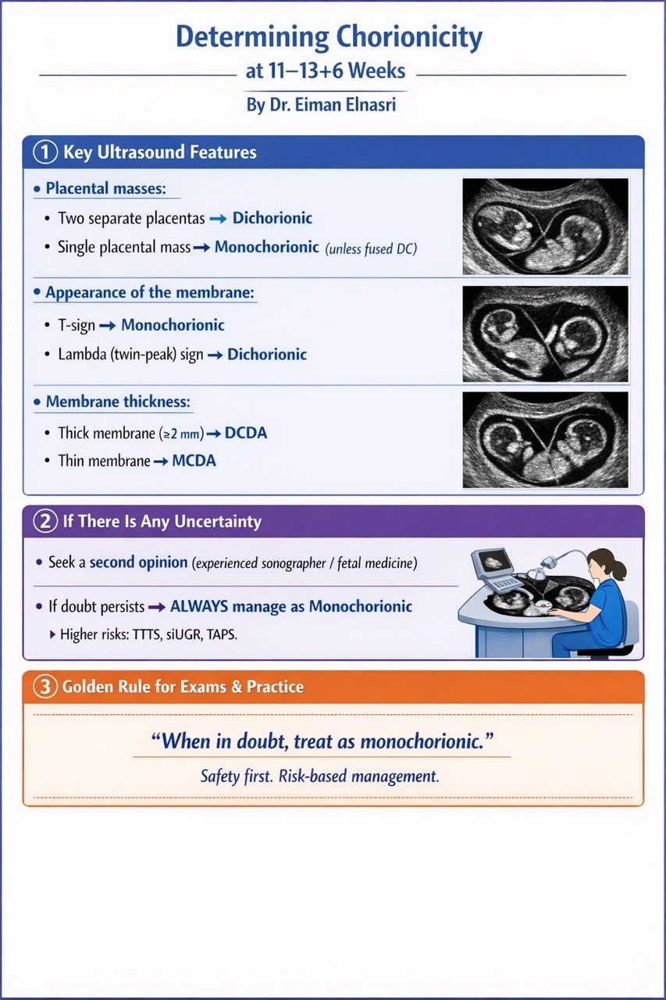 Determining Chorionicity
at 11–13+6 Weeks
By Dr. Eiman Elnasri
1 Key Ultrasound Features
• Placental masses:
• Two separate placentas → Dichorionic
• Single placental mass → Monochorionic (unless fused DC)
• Appearance of the membrane:
• T-sign → Monochorionic
• Lambda (twin-peak) sign → Dichorionic
• Membrane thickness:
• Thick membrane (≥2 mm) → DCDA
• Thin membrane → MCDA
2 If There Is Any Uncertainty
• Seek a second opinion (experienced sonographer / fetal medicine)
• If doubt persists → ALWAYS manage as Monochorionic
▸ Higher risks: TTTS, siUGR, TAPS.
3 Golden Rule for Exams & Practice
“When in doubt, treat as monochorionic.”
Safety first. Risk-based management.